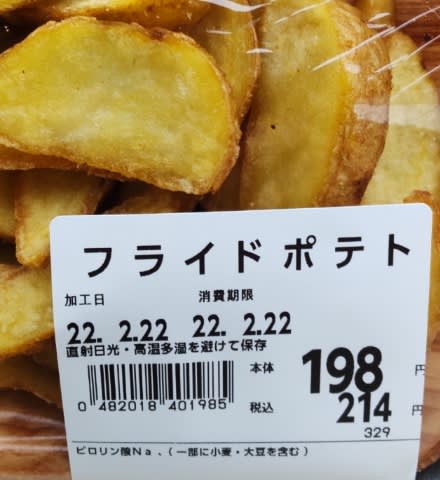 フライドポテト
加工日 消費期限
22. 2.22 22. 2.22
直射日光・高温多湿を避けて保存
本体 198 円
0 482018 401985
税込 214 円
329
ピロリン酸Na、(一部に小麦・大豆を含む)